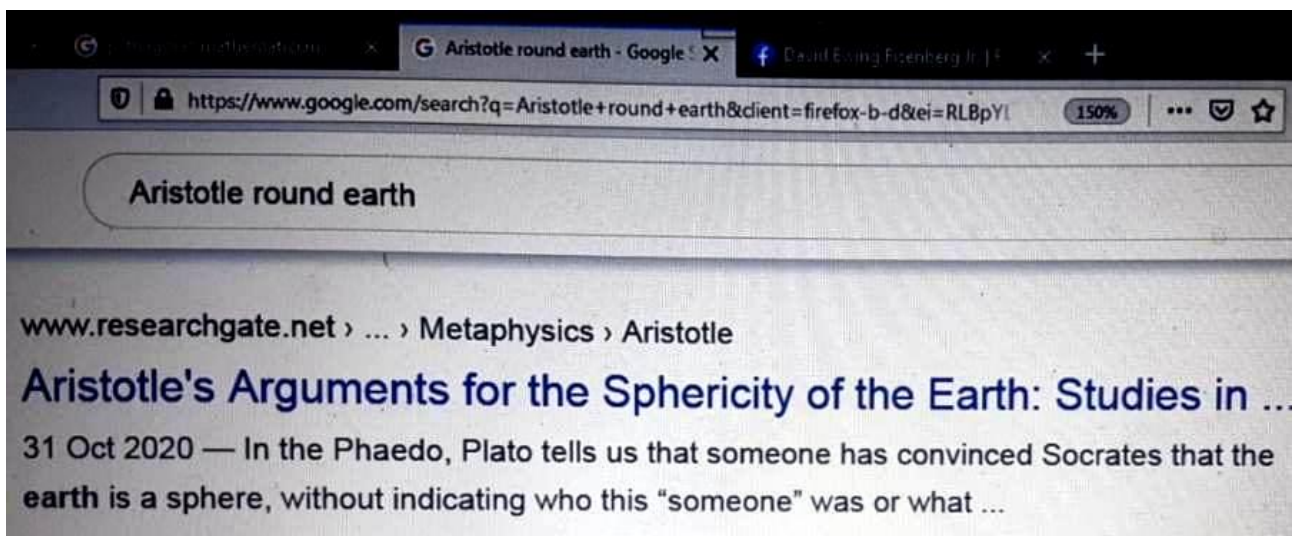 Aristotle round earth - Google S
https://www.google.com/search?q=Aristotle+round+earth&client=firefox-b-d&ei=RLBpYl
150%
Aristotle round earth
www.researchgate.net › ... › Metaphysics › Aristotle
Aristotle's Arguments for the Sphericity of the Earth: Studies in ...
31 Oct 2020 — In the Phaedo, Plato tells us that someone has convinced Socrates that the
earth is a sphere, without indicating who this “someone” was or what ...